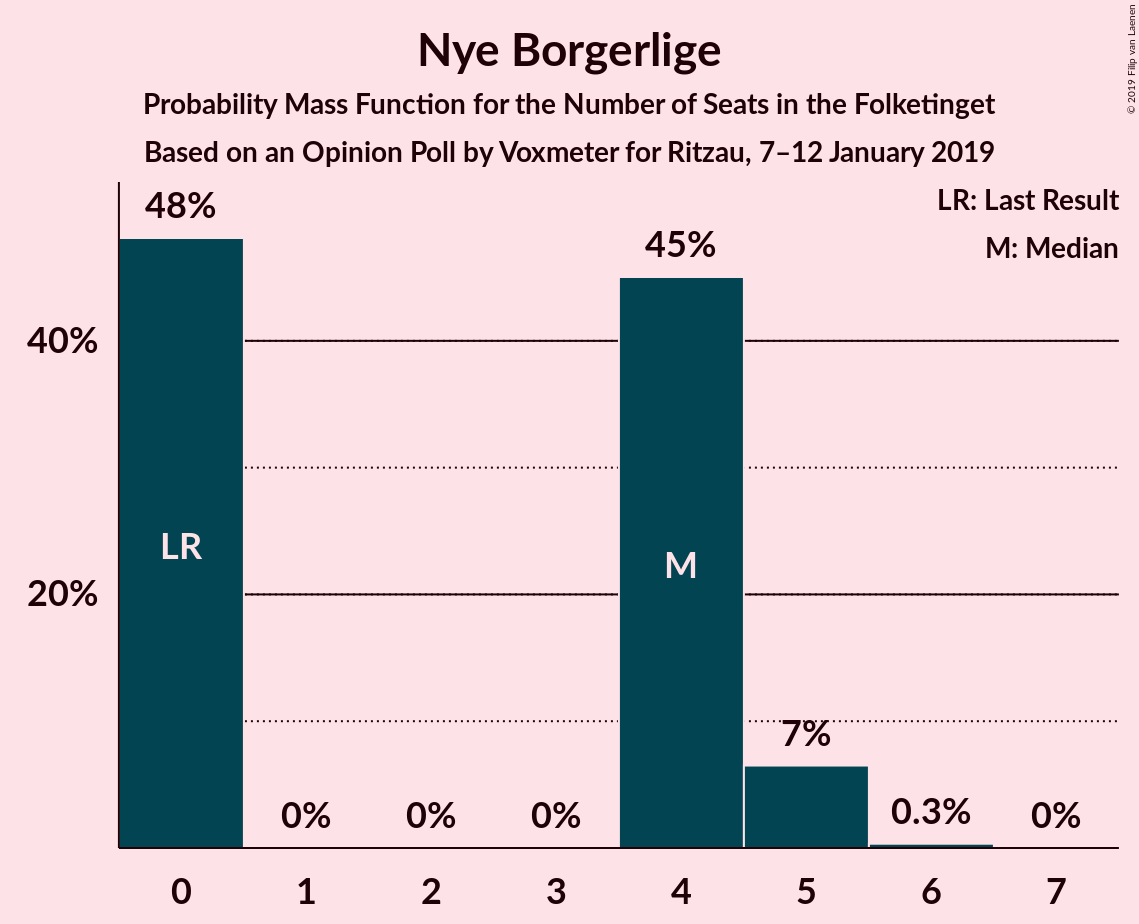 Nye Borgerlige
Probability Mass Function for the Number of Seats in the Folketinget
Based on an Opinion Poll by Voxmeter for Ritzau, 7–12 January 2019
© 2019 Filip van Laenen
LR: Last Result
M: Median
48%
45%
40%
LR
M
20%
7%
0%
0%
0%
0.3%
0%
0 1 2 3 4 5 6 7